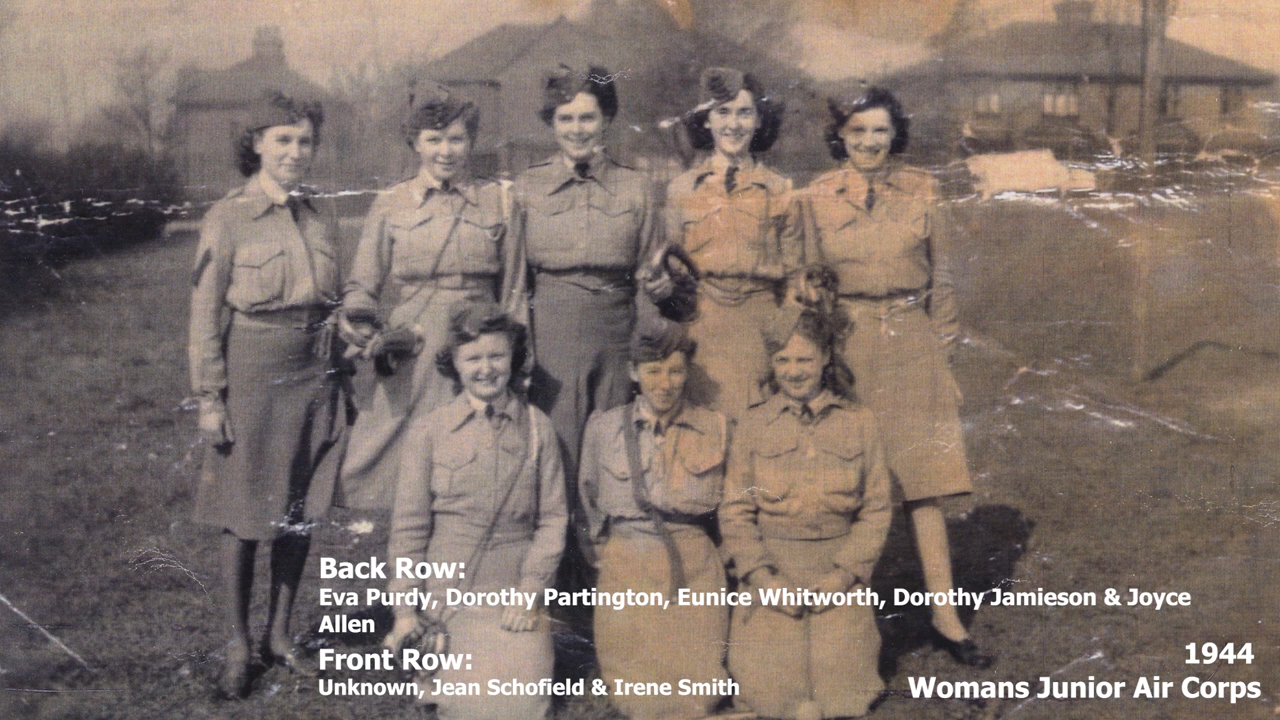 Back Row:
Eva Purdy, Dorothy Partington, Eunice Whitworth, Dorothy Jamieson & Joyce
Allen
Front Row:
Unknown, Jean Schofield & Irene Smith
1944
Womans Junior Air Corps